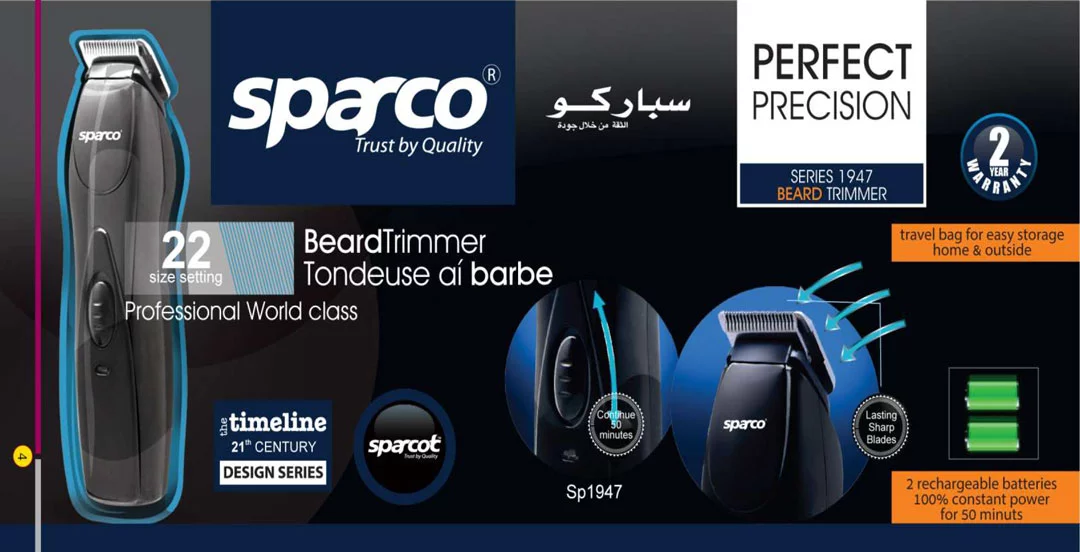 sparco
sparco®
Trust by Quality
سباركو
الثقة من خلال جودة
PERFECT
PRECISION
SERIES 1947
BEARD TRIMMER
2
YEAR
WARRANTY
travel bag for easy storage
home & outside
22
size setting
BeardTrimmer
Tondeuse aí barbe
Professional World class
the timeline
21th CENTURY
DESIGN SERIES
sparcot
Trust by Quality
Continue
50
minutes
Sp1947
sparco
Lasting
Sharp
Blades
2 rechargeable batteries
100% constant power
for 50 minuts
4